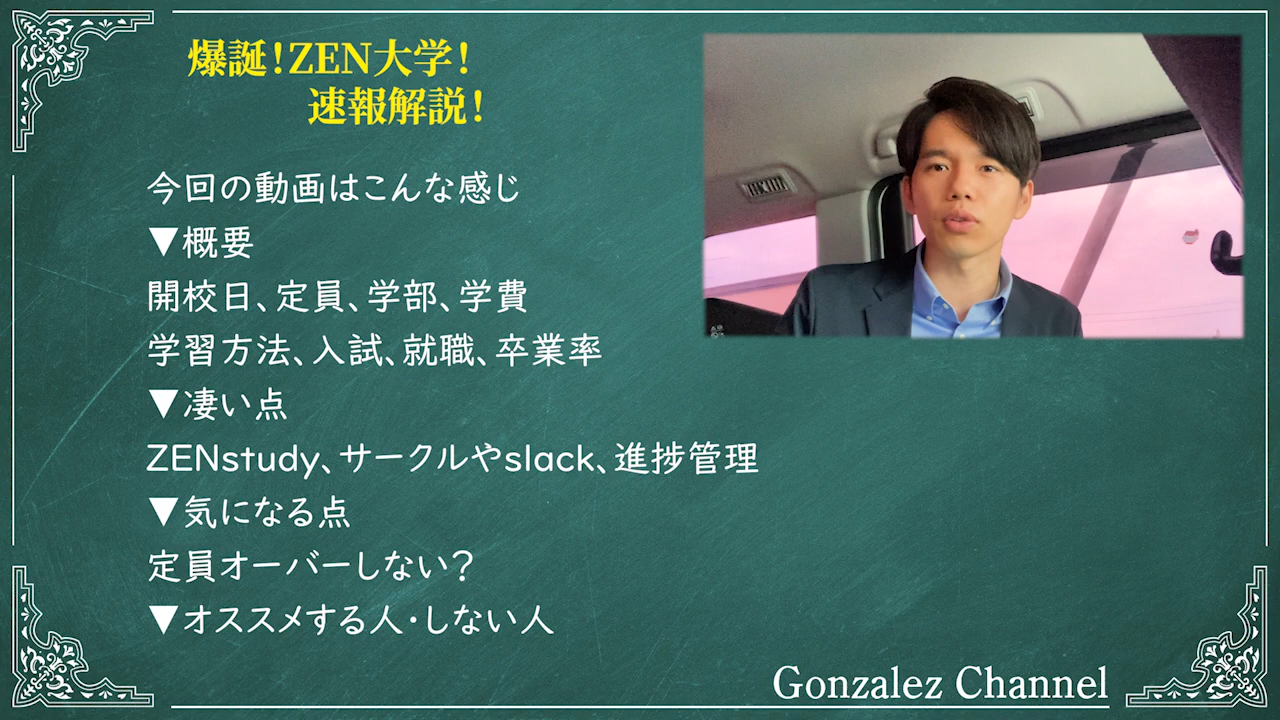 爆誕！ZEN大学！
速報解説！
今回の動画はこんな感じ
▼概要
開校日、定員、学部、学費
学習方法、入試、就職、卒業率
▼凄い点
ZENstudy、サークルやslack、進捗管理
▼気になる点
定員オーバーしない？
▼オススメする人・しない人
Gonzalez Channel